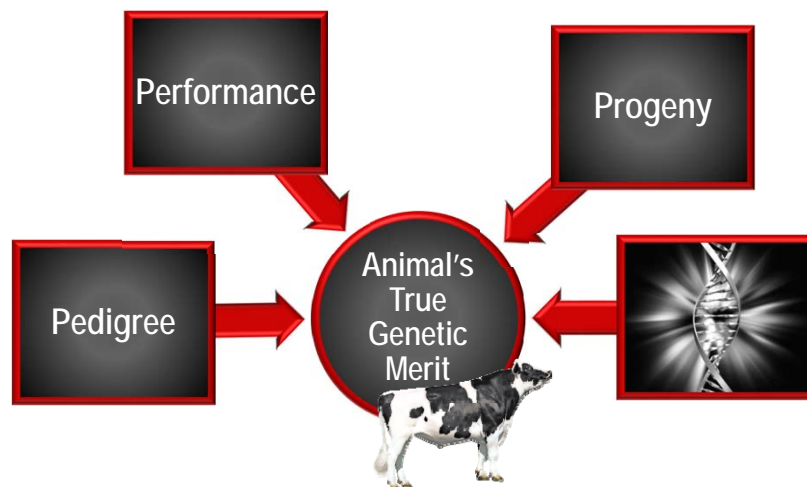 Performance
Progeny
Pedigree
Animal's
True
Genetic
Merit